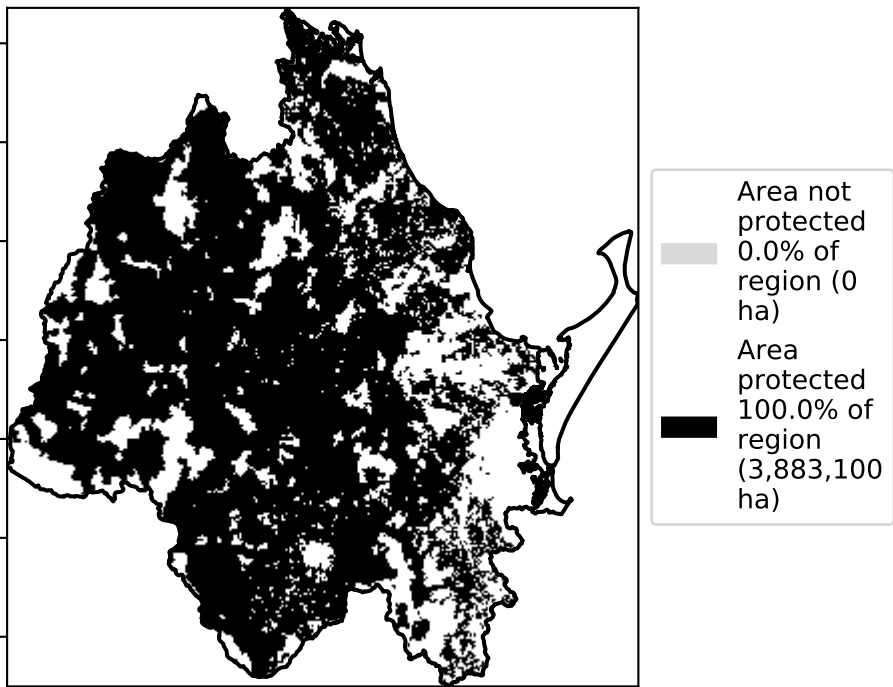 Area not
protected
0.0% of
region (0
ha)
Area
protected
100.0% of
region
(3,883,100
ha)